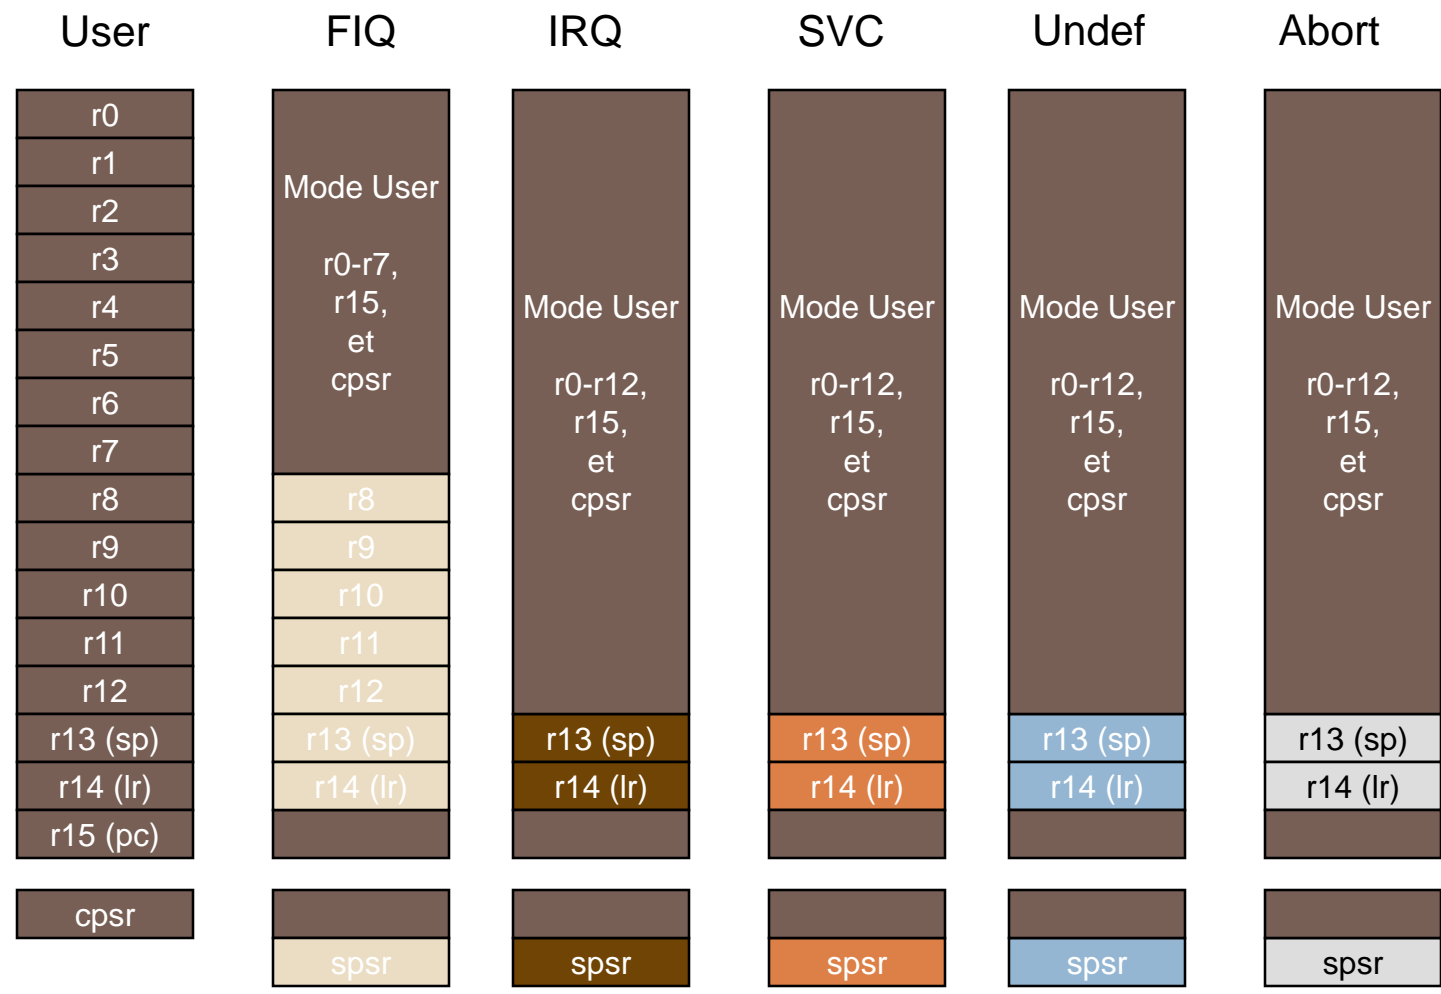 User
FIQ
IRQ
SVC
Undef
Abort
r0
r1
r2
r3
r4
r5
r6
r7
r8
r9
r10
r11
r12
r13 (sp)
r14 (lr)
r15 (pc)
cpsr
Mode User
r0-r7,
r15,
et
cpsr
r8
r9
r10
r11
r12
r13 (sp)
r14 (lr)
spsr
Mode User
r0-r12,
r15,
et
cpsr
r13 (sp)
r14 (lr)
spsr
Mode User
r0-r12,
r15,
et
cpsr
r13 (sp)
r14 (lr)
spsr
Mode User
r0-r12,
r15,
et
cpsr
r13 (sp)
r14 (lr)
spsr
Mode User
r0-r12,
r15,
et
cpsr
r13 (sp)
r14 (lr)
spsr